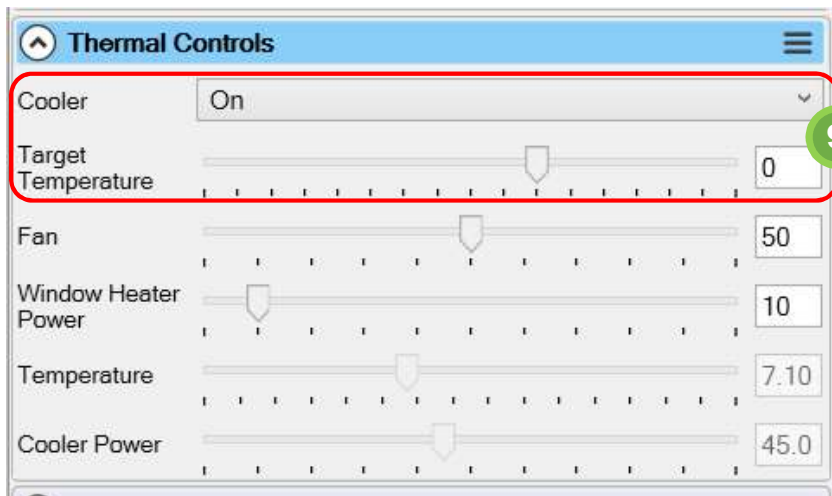 Thermal Controls
Cooler On
Target
Temperature 0
Fan 50
Window Heater
Power 10
Temperature 7.10
Cooler Power 45.0